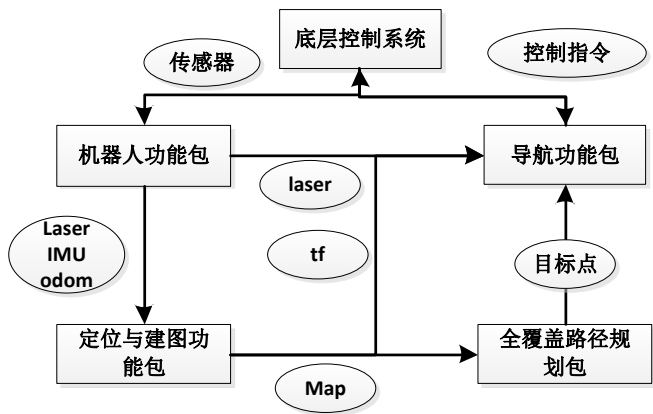 底层控制系统
传感器
控制指令
机器人功能包
导航功能包
laser
Laser
IMU
odom
tf
目标点
定位与建图功
能包
全覆盖路径规
划包
Map